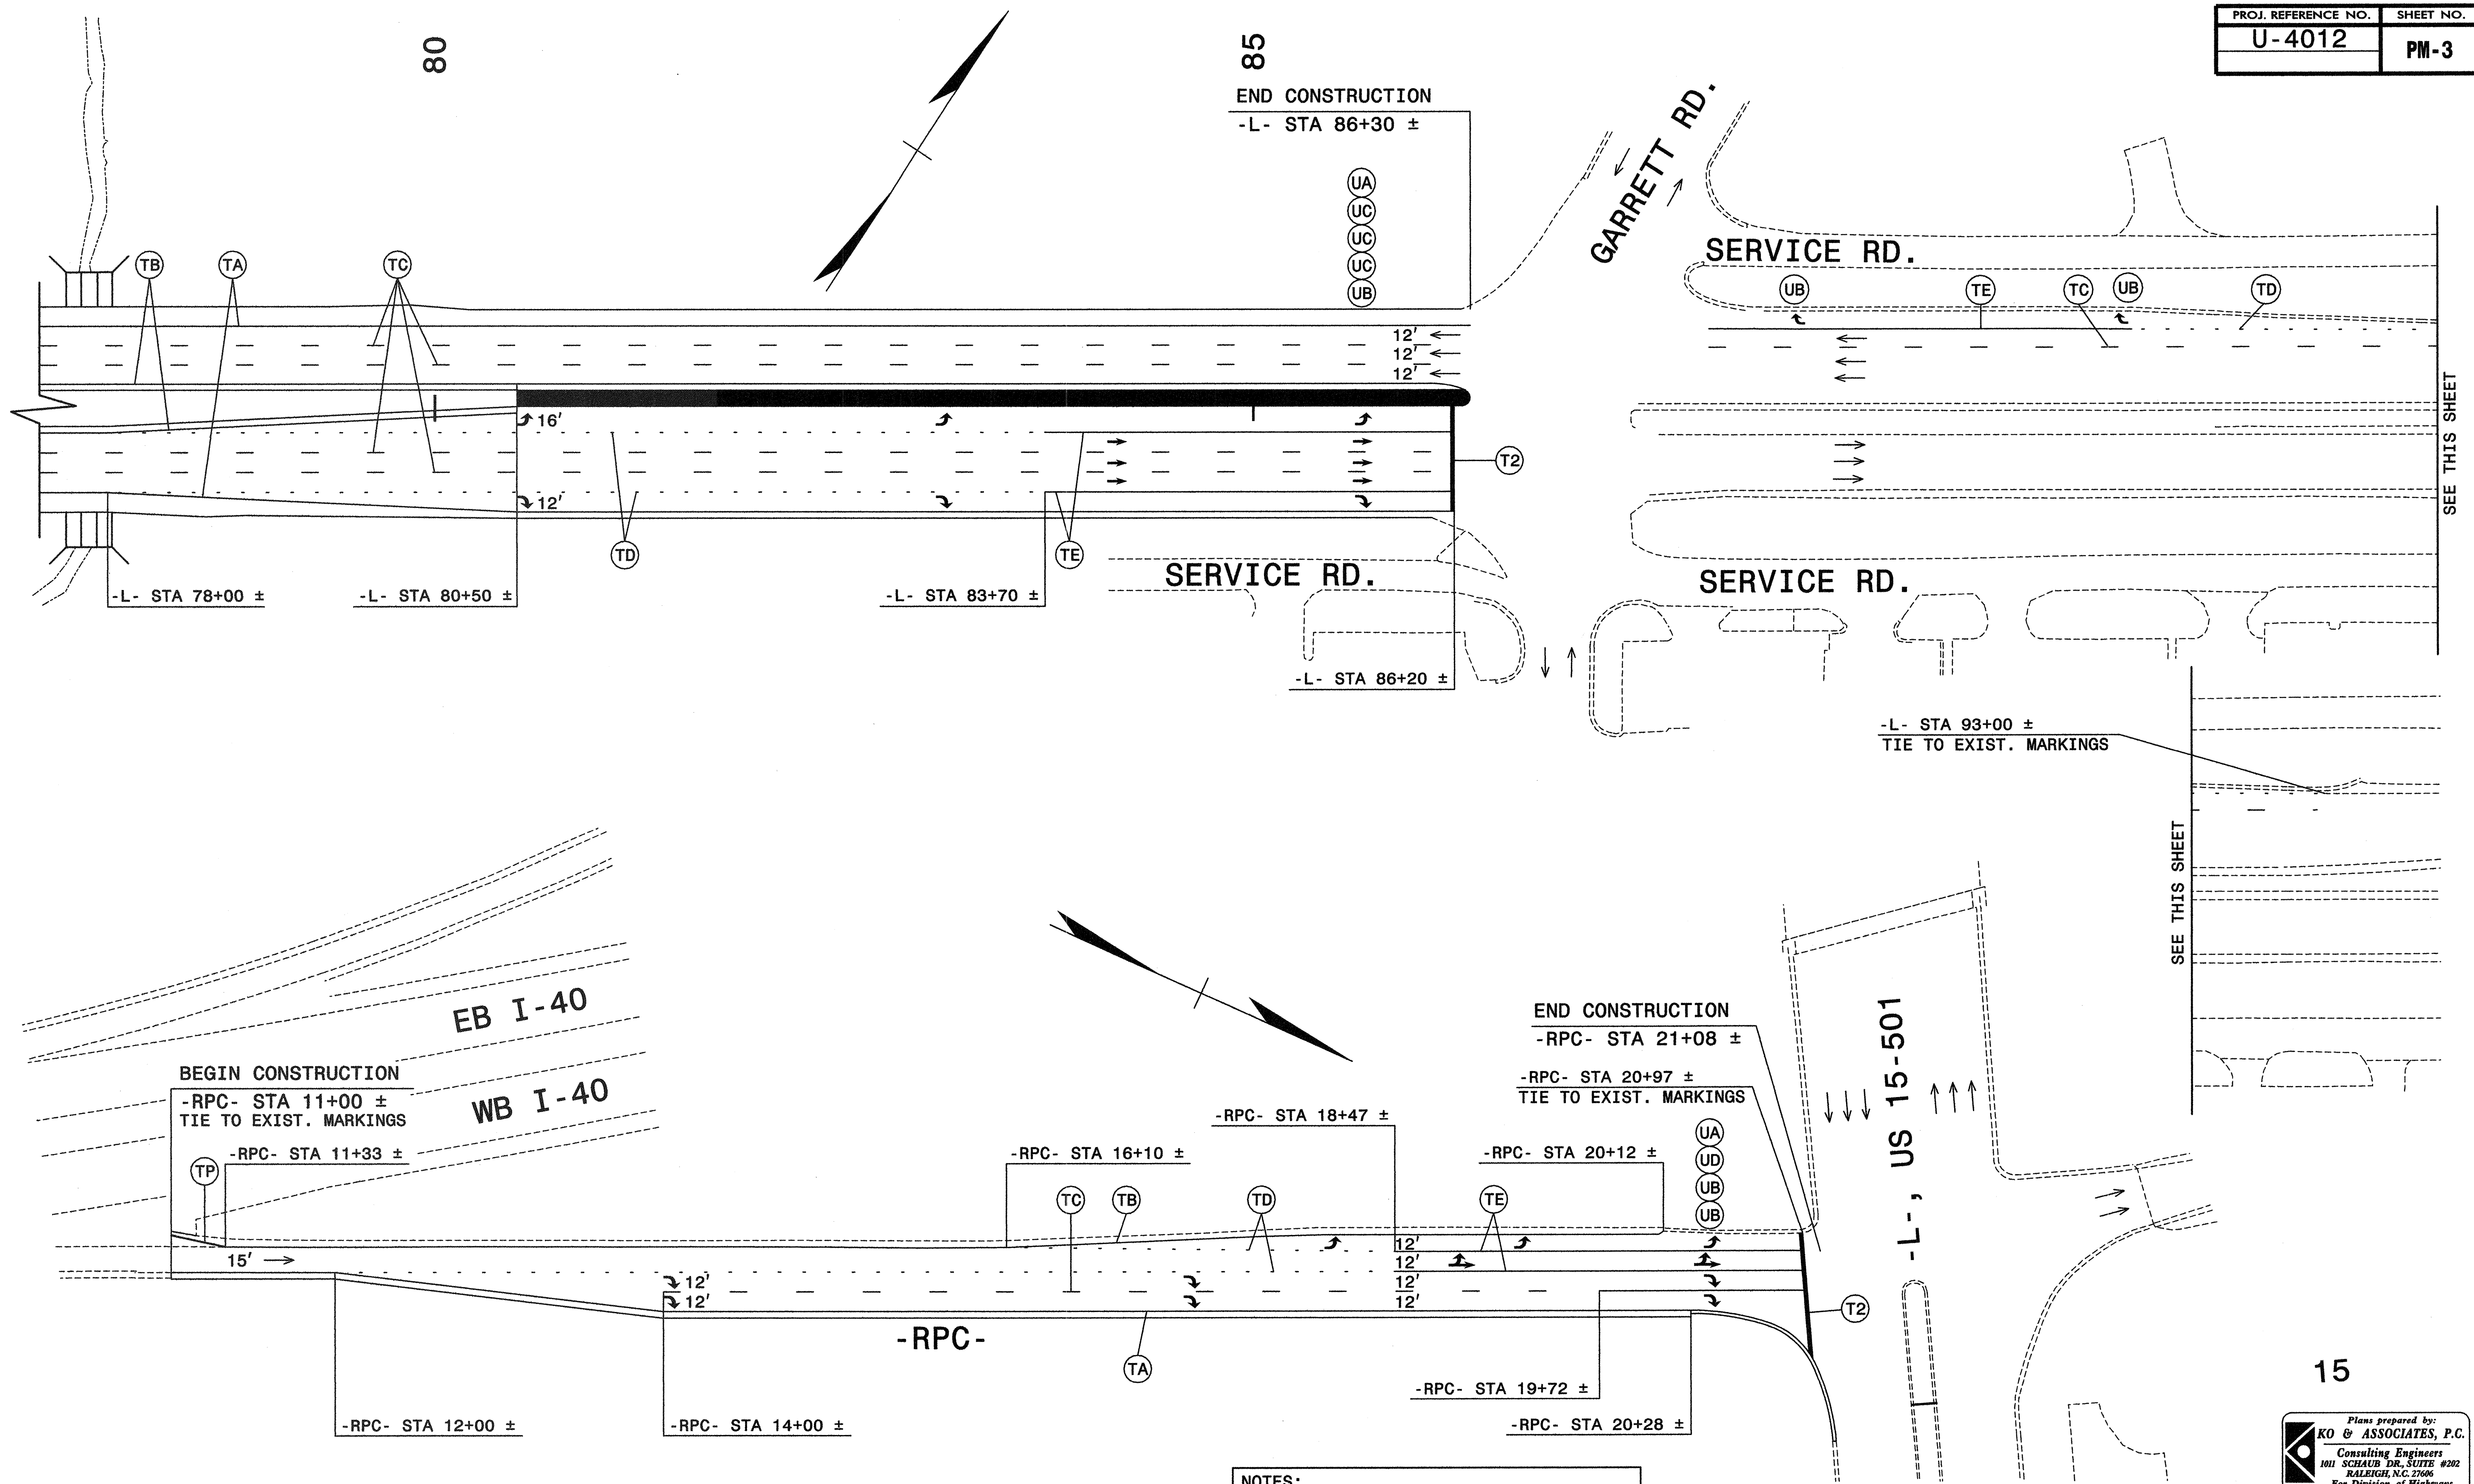 PROJ. REFERENCE NO.
SHEET NO.
U-4012
PM-3
80
85
END CONSTRUCTION
-L- STA 86+30 ±
UA
UC
UC
UC
UB
GARRETT RD.
SERVICE RD.
TB
TA
TC
UB
TE
TC
UB
TD
12'
12'
12'
16'
12'
T2
TD
TE
SEE THIS SHEET
SERVICE RD.
SERVICE RD.
-L- STA 78+00 ±
-L- STA 80+50 ±
-L- STA 83+70 ±
-L- STA 86+20 ±
-L- STA 93+00 ±
TIE TO EXIST. MARKINGS
SEE THIS SHEET
EB I-40
WB I-40
BEGIN CONSTRUCTION
-RPC- STA 11+00 ±
TIE TO EXIST. MARKINGS
-RPC- STA 11+33 ±
TP
END CONSTRUCTION
-RPC- STA 21+08 ±
-RPC- STA 20+97 ±
TIE TO EXIST. MARKINGS
-RPC- STA 18+47 ±
-RPC- STA 16+10 ±
-RPC- STA 20+12 ±
UA
UD
UB
UB
TC
TB
TD
TE
-L-, US 15-501
15'
12'
12'
12'
12'
12'
12'
-RPC-
TA
T2
-RPC- STA 19+72 ±
-RPC- STA 12+00 ±
-RPC- STA 14+00 ±
-RPC- STA 20+28 ±
15
Plans prepared by:
KO & ASSOCIATES, P.C.
Consulting Engineers
1011 SCHAUB DR., SUITE #202
RALEIGH, N.C. 27606
For Division of Highways
NOTES: